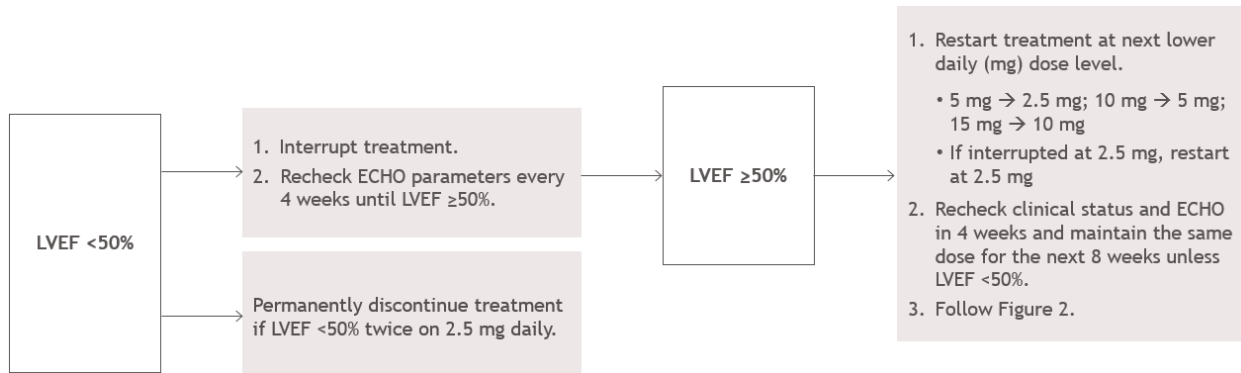 LVEF <50%
1. Interrupt treatment.
2. Recheck ECHO parameters every
4 weeks until LVEF ≥50%.
Permanently discontinue treatment
if LVEF <50% twice on 2.5 mg daily.
LVEF ≥50%
1. Restart treatment at next lower
daily (mg) dose level.
• 5 mg → 2.5 mg; 10 mg → 5 mg;
15 mg → 10 mg
• If interrupted at 2.5 mg, restart
at 2.5 mg
2. Recheck clinical status and ECHO
in 4 weeks and maintain the same
dose for the next 8 weeks unless
LVEF <50%.
3. Follow Figure 2.